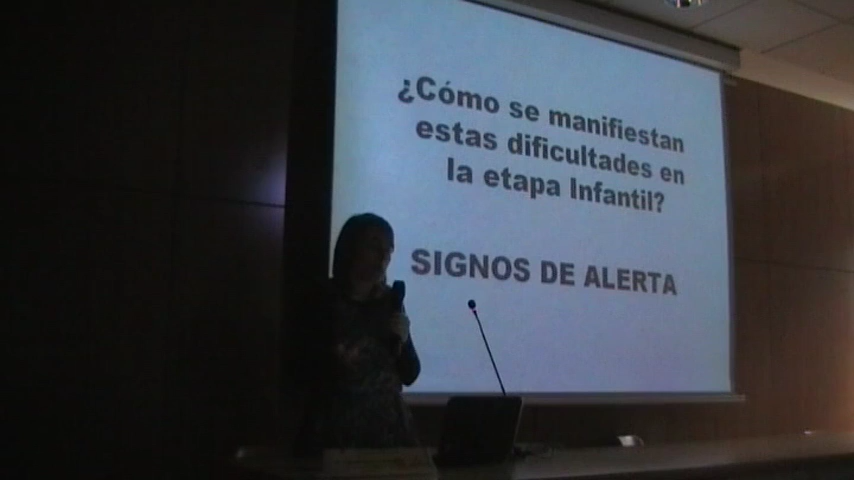 ¿Cómo se manifiestan
estas dificultades en
la etapa Infantil?
SIGNOS DE ALERTA